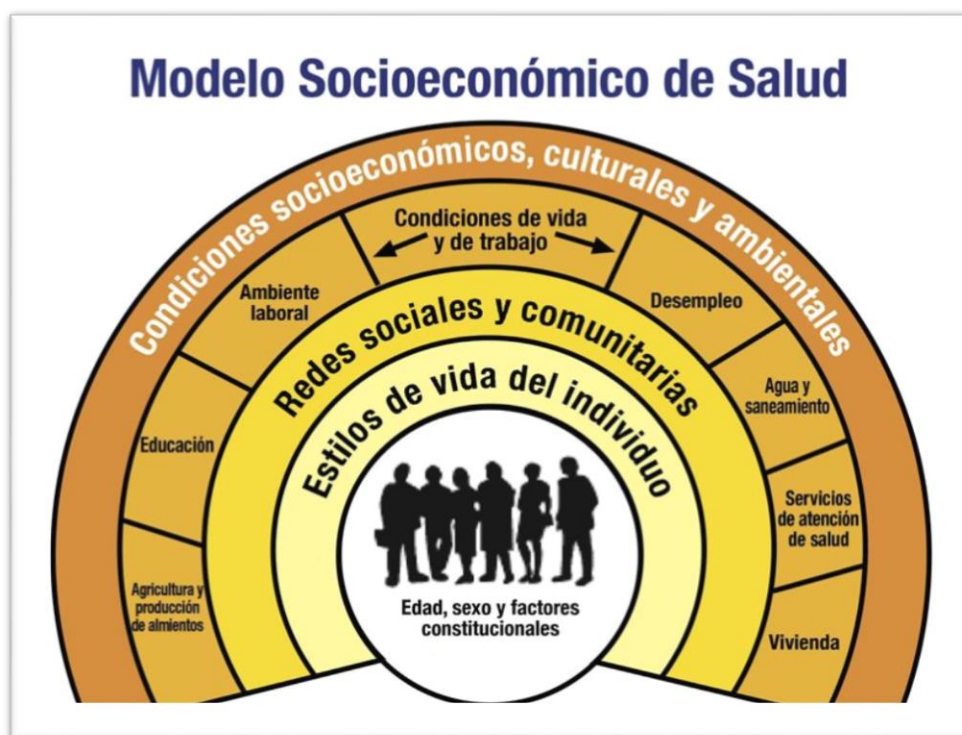 Modelo Socioeconómico de Salud
Condiciones socioeconómicos, culturales y ambientales
Condiciones de vida
y de trabajo
Ambiente
laboral
Desempleo
Educación
Agua y
saneamiento
Agricultura y
producción
de almientos
Servicios
de atención
de salud
Vivienda
Redes sociales y comunitarias
Estilos de vida del individuo
Edad, sexo y factores
constitucionales